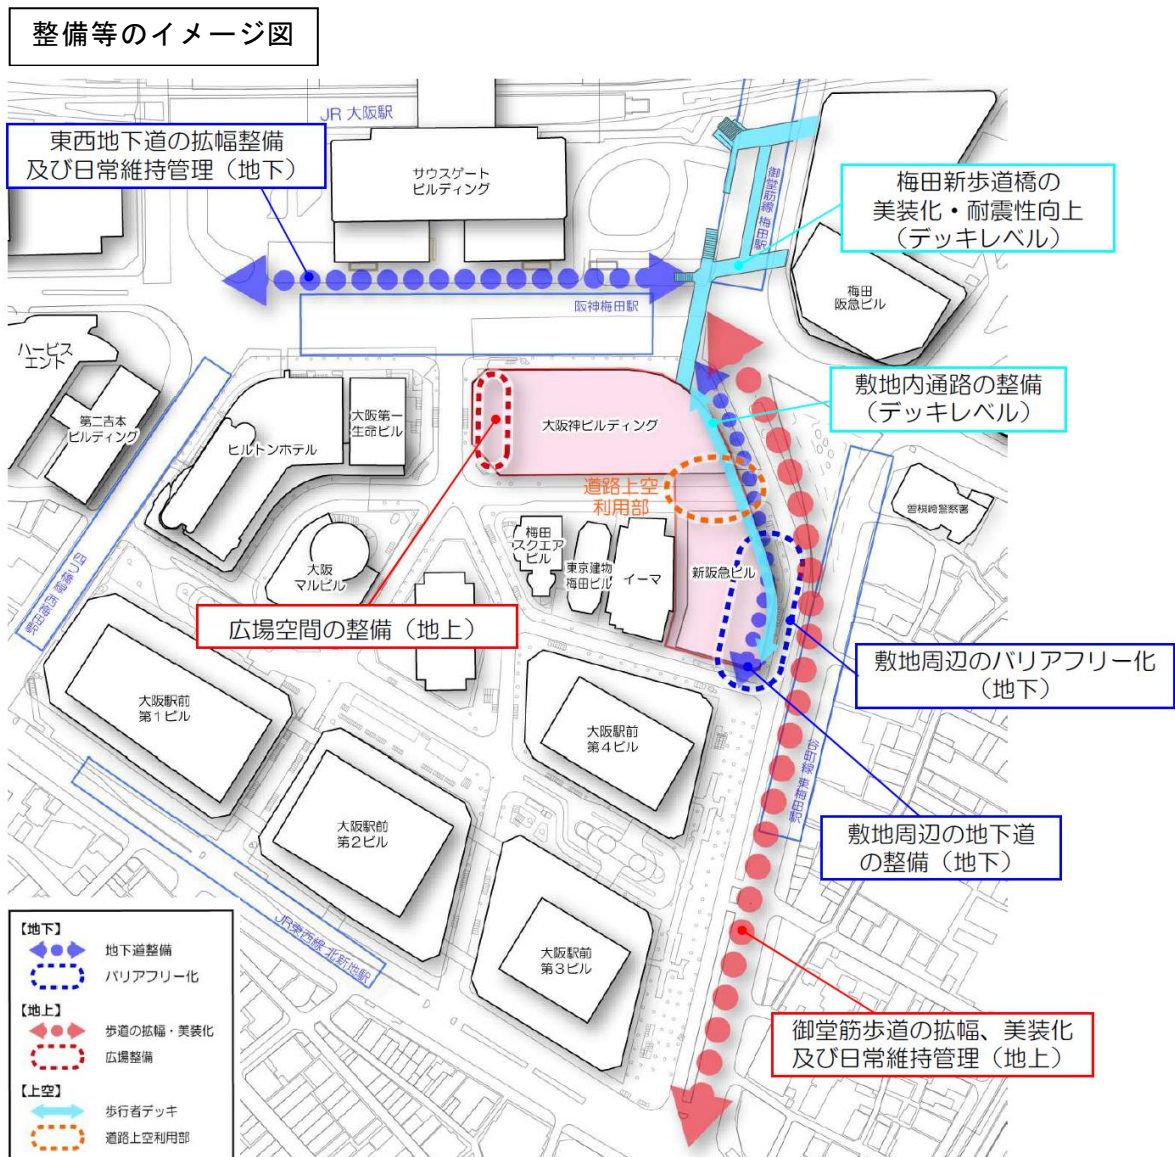 整備等のイメージ図
JR 大阪駅
東西地下道の拡幅整備
及び日常維持管理（地下）
サウスゲート
ビルディング
御堂筋線 梅田駅
梅田新歩道橋の
美装化・耐震性向上
（デッキレベル）
阪神梅田駅
梅田
阪急ビル
ハービス
エント
第二吉本
ビルディング
ヒルトンホテル
大阪第一
生命ビル
大阪神ビルディング
敷地内通路の整備
（デッキレベル）
道路上空
利用部
曽根崎警察署
四つ橋線 西梅田駅
大阪
マルビル
梅田
スクエア
ビル
東京建物
梅田ビル
イーマ
新阪急ビル
広場空間の整備（地上）
敷地周辺のバリアフリー化
（地下）
大阪駅前
第1ビル
大阪駅前
第4ビル
谷町線 東梅田駅
大阪駅前
第2ビル
敷地周辺の地下道
の整備（地下）
JR東西線 北新地駅
大阪駅前
第3ビル
御堂筋歩道の拡幅、美装化
及び日常維持管理（地上）
【地下】
地下道整備
バリアフリー化
【地上】
歩道の拡幅・美装化
広場整備
【上空】
歩行者デッキ
道路上空利用部